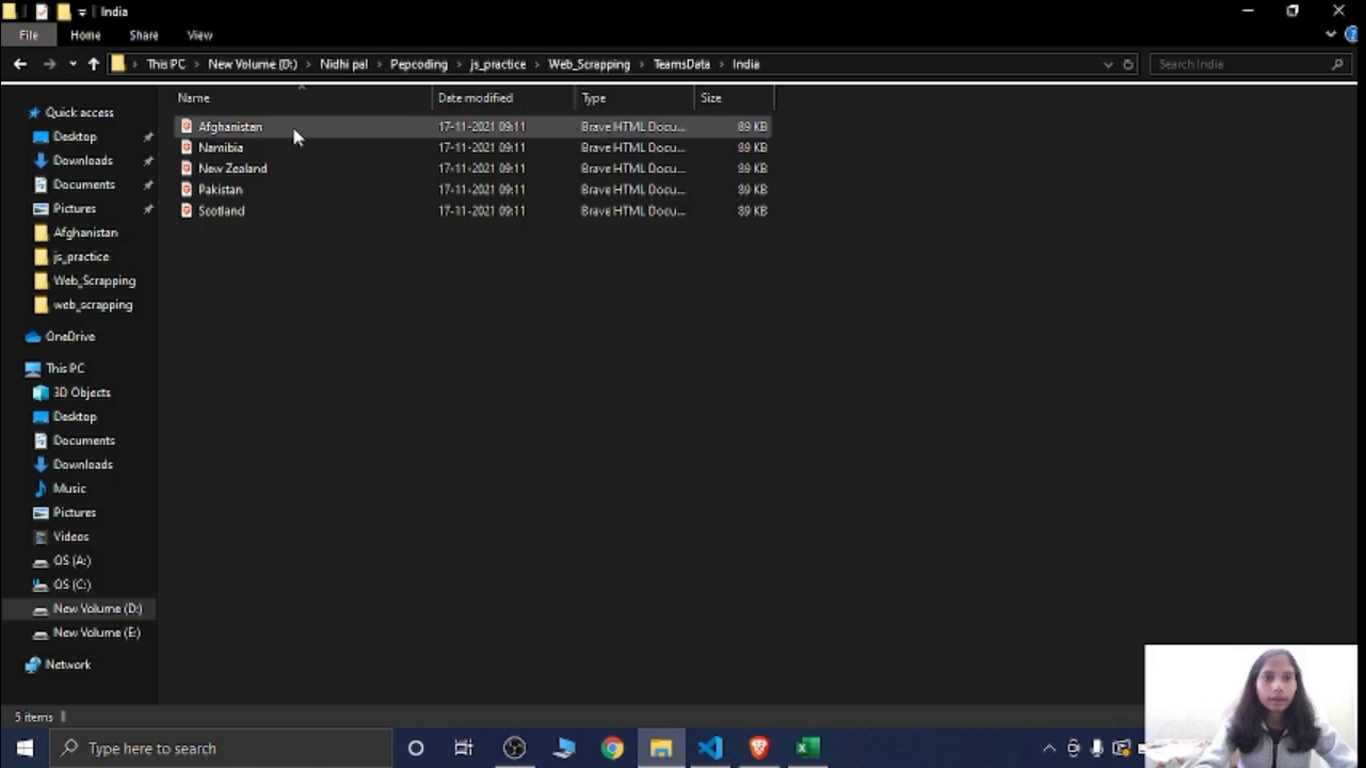 India
File Home Share View
This PC > New Volume (D:) > Nidhi pal > Pepcoding > js_practice > Web_Scrapping > TeamsData > India
Search India
Name Date modified Type Size
Afghanistan 17-11-2021 09:11 Brave HTML Docu... 89 KB
Namibia 17-11-2021 09:11 Brave HTML Docu... 89 KB
New Zealand 17-11-2021 09:11 Brave HTML Docu... 89 KB
Pakistan 17-11-2021 09:11 Brave HTML Docu... 89 KB
Scotland 17-11-2021 09:11 Brave HTML Docu... 89 KB
Quick access
Desktop
Downloads
Documents
Pictures
Afghanistan
js_practice
Web_Scrapping
web_scrapping
OneDrive
This PC
3D Objects
Desktop
Documents
Downloads
Music
Pictures
Videos
OS (A:)
OS (C:)
New Volume (D:)
New Volume (E:)
Network
5 items
Type here to search